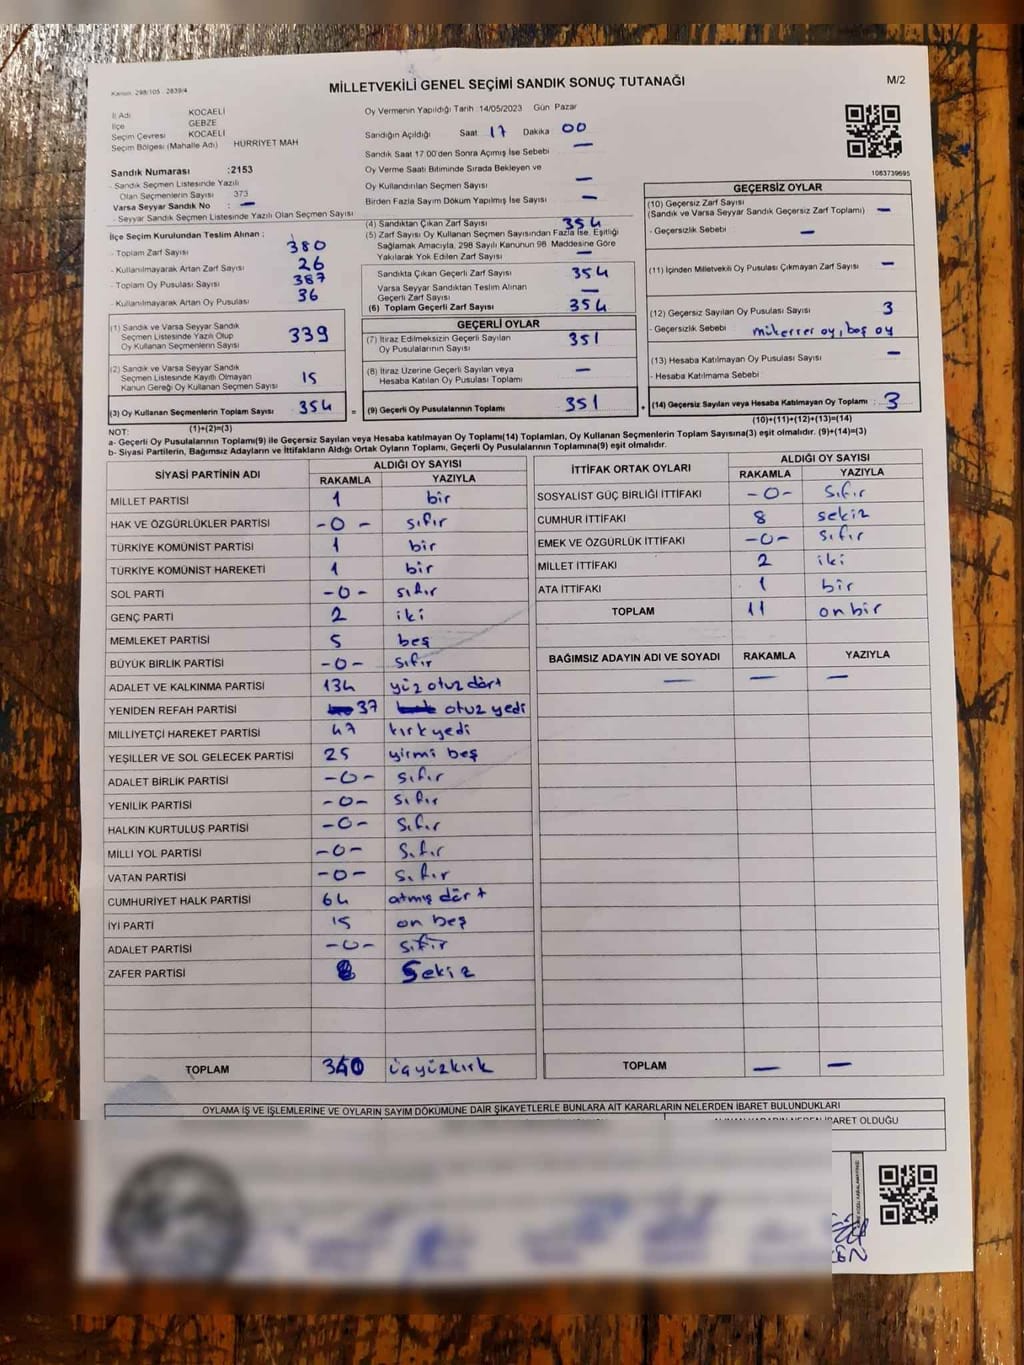 Kanun: 298/105 - 2839/4
MİLLETVEKİLİ GENEL SEÇİMİ SANDIK SONUÇ TUTANAĞI
M/2
İl Adı KOCAELİ
İlçe GEBZE
Seçim Çevresi KOCAELİ
Seçim Bölgesi (Mahalle Adı) HURRIYET MAH
Sandık Numarası :2153
- Sandık Seçmen Listesinde Yazılı
Olan Seçmenlerin Sayısı 373
Varsa Seyyar Sandık No : —
- Seyyar Sandık Seçmen Listesinde Yazılı Olan Seçmen Sayısı
Oy Vermenin Yapıldığı Tarih :14/05/2023 Gün Pazar
Sandığın Açıldığı Saat 17 Dakika 00
Sandık Saat 17:00'den Sonra Açımış İse Sebebi —
Oy Verme Saati Bitiminde Sırada Bekleyen ve
Oy Kullandırılan Seçmen Sayısı —
Birden Fazla Sayım Döküm Yapılmış İse Sayısı —
1083739695
İlçe Seçim Kurulundan Teslim Alınan :
- Toplam Zarf Sayısı 380
- Kullanılmayarak Artan Zarf Sayısı 26
- Toplam Oy Pusulası Sayısı 387
- Kullanılmayarak Artan Oy Pusulası 36
(1) Sandık ve Varsa Seyyar Sandık
Seçmen Listesinde Yazılı Olup
Oy Kullanan Seçmenlerin Sayısı 339
(2) Sandık ve Varsa Seyyar Sandık
Seçmen Listesinde Kayıtlı Olmayan
Kanun Gereği Oy Kullanan Seçmen Sayısı 15
(3) Oy Kullanan Seçmenlerin Toplam Sayısı 354 =
(1)+(2)=(3)
(4) Sandıktan Çıkan Zarf Sayısı 354
(5) Zarf Sayısı Oy Kullanan Seçmen Sayısından Fazla İse, Eşitliği
Sağlamak Amacıyla, 298 Sayılı Kanunun 98. Maddesine Göre
Yakılarak Yok Edilen Zarf Sayısı —
Sandıkta Çıkan Geçerli Zarf Sayısı 354
Varsa Seyyar Sandıktan Teslim Alınan
Geçerli Zarf Sayısı —
(6) Toplam Geçerli Zarf Sayısı 354
GEÇERLİ OYLAR
(7) İtiraz Edilmeksizin Geçerli Sayılan
Oy Pusulalarının Sayısı 351
(8) İtiraz Üzerine Geçerli Sayılan veya
Hesaba Katılan Oy Pusulası Toplamı —
(9) Geçerli Oy Pusulalarının Toplamı 351 +
GEÇERSİZ OYLAR
(10) Geçersiz Zarf Sayısı
(Sandık ve Varsa Seyyar Sandık Geçersiz Zarf Toplamı) —
- Geçersizlik Sebebi —
(11) İçinden Milletvekili Oy Pusulası Çıkmayan Zarf Sayısı —
(12) Geçersiz Sayılan Oy Pusulası Sayısı 3
- Geçersizlik Sebebi mükerrer oy, boş oy
(13) Hesaba Katılmayan Oy Pusulası Sayısı —
- Hesaba Katılmama Sebebi
(14) Geçersiz Sayılan veya Hesaba Katılmayan Oy Toplamı : 3
(10)+(11)+(12)+(13)=(14)
NOT:
a- Geçerli Oy Pusulalarının Toplamı(9) ile Geçersiz Sayılan veya Hesaba katılmayan Oy Toplamı(14) Toplamları, Oy Kullanan Seçmenlerin Toplam Sayısına(3) eşit olmalıdır. (9)+(14)=(3)
b- Siyasi Partilerin, Bağımsız Adayların ve İttifakların Aldığı Oyların Toplamı, Geçerli Oy Pusulalarının Toplamına(9) eşit olmalıdır.
SİYASİ PARTİNİN ADI ALDIĞI OY SAYISI
RAKAMLA YAZIYLA
MİLLET PARTİSİ 1 bir
HAK VE ÖZGÜRLÜKLER PARTİSİ -0- sıfır
TÜRKİYE KOMÜNİST PARTİSİ 1 bir
TÜRKİYE KOMÜNİST HAREKETİ 1 bir
SOL PARTİ -0- sıfır
GENÇ PARTİ 2 iki
MEMLEKET PARTİSİ 5 beş
BÜYÜK BİRLİK PARTİSİ -0- sıfır
ADALET VE KALKINMA PARTİSİ 134 yüz otuz dört
YENİDEN REFAH PARTİSİ 37 otuz yedi
MİLLİYETÇİ HAREKET PARTİSİ 47 kırk yedi
YEŞİLLER VE SOL GELECEK PARTİSİ 25 yirmi beş
ADALET BİRLİK PARTİSİ -0- sıfır
YENİLİK PARTİSİ -0- sıfır
HALKIN KURTULUŞ PARTİSİ -0- sıfır
MİLLİ YOL PARTİSİ -0- sıfır
VATAN PARTİSİ -0- sıfır
CUMHURİYET HALK PARTİSİ 64 atmış dört
İYİ PARTİ 15 on beş
ADALET PARTİSİ -0- sıfır
ZAFER PARTİSİ 8 sekiz
TOPLAM 340 üçyüzkırk
İTTİFAK ORTAK OYLARI ALDIĞI OY SAYISI
RAKAMLA YAZIYLA
SOSYALİST GÜÇ BİRLİĞİ İTTİFAKI -0- sıfır
CUMHUR İTTİFAKI 8 sekiz
EMEK VE ÖZGÜRLÜK İTTİFAKI -0- sıfır
MİLLET İTTİFAKI 2 iki
ATA İTTİFAKI 1 bir
TOPLAM 11 on bir
BAĞIMSIZ ADAYIN ADI VE SOYADI RAKAMLA YAZIYLA
— — —
TOPLAM — —
OYLAMA İŞ VE İŞLEMLERİNE VE OYLARIN SAYIM DÖKÜMÜNE DAİR ŞİKAYETLERLE BUNLARA AİT KARARLARIN NELERDEN İBARET BULUNDUKLARI
İBARET OLDUĞU